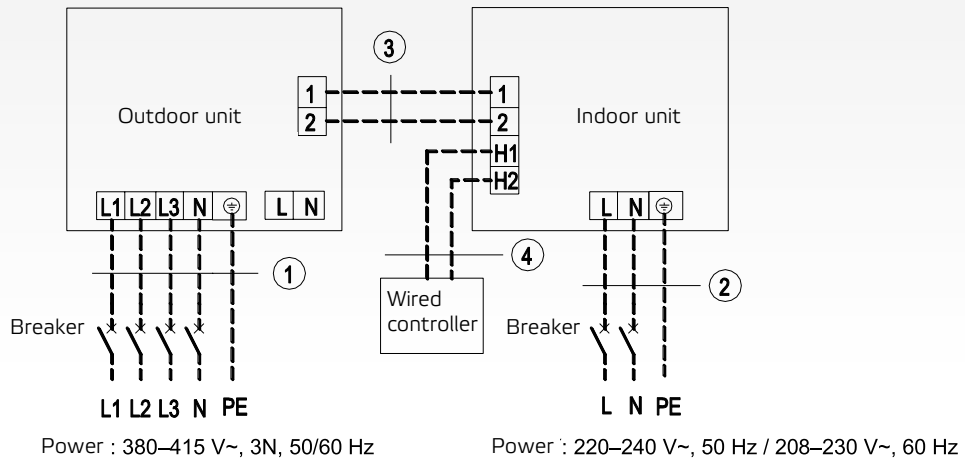 3
1 1
Outdoor unit 2 2 Indoor unit
H1
H2
L1 L2 L3 N L N L N
4
1 Wired 2
Breaker controller Breaker
L1 L2 L3 N PE L N PE
Power : 380–415 V~, 3N, 50/60 Hz Power : 220–240 V~, 50 Hz / 208–230 V~, 60 Hz